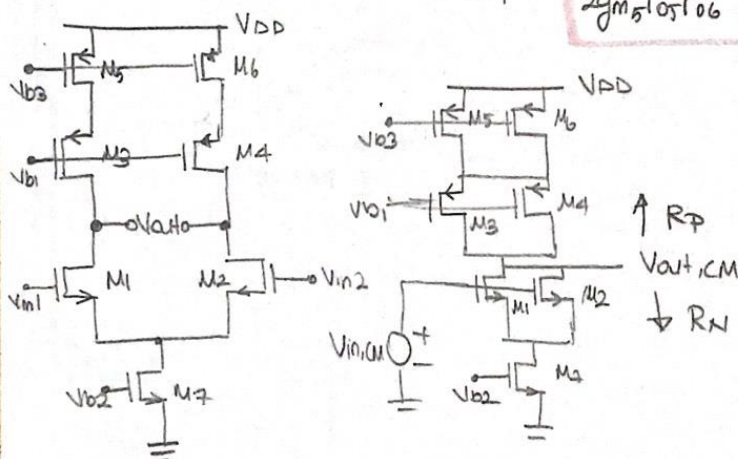 2gm5ro5ro6
VDD
Vb3
M5
M6
Vb1
M3
M4
Vout
Vin1
M1
M2
Vin2
Vb2
M7
VDD
Vb3
M5
M6
Vb1
M3
M4
RP
Vout,CM
M1
M2
RN
Vin,CM
+
-
Vb2
M7